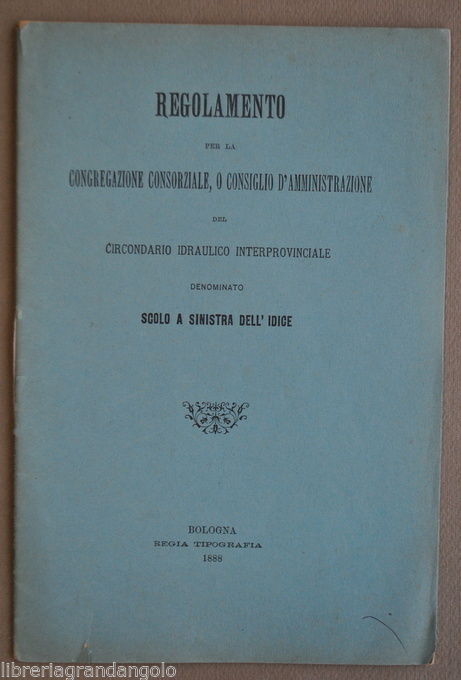 REGOLAMENTO
PER LA
CONGREGAZIONE CONSORZIALE, O CONSIGLIO D'AMMINISTRAZIONE
DEL
CIRCONDARIO IDRAULICO INTERPROVINCIALE
DENOMINATO
SCOLO A SINISTRA DELL' IDICE
BOLOGNA
REGIA TIPOGRAFIA
1888
libreriagrandangolo